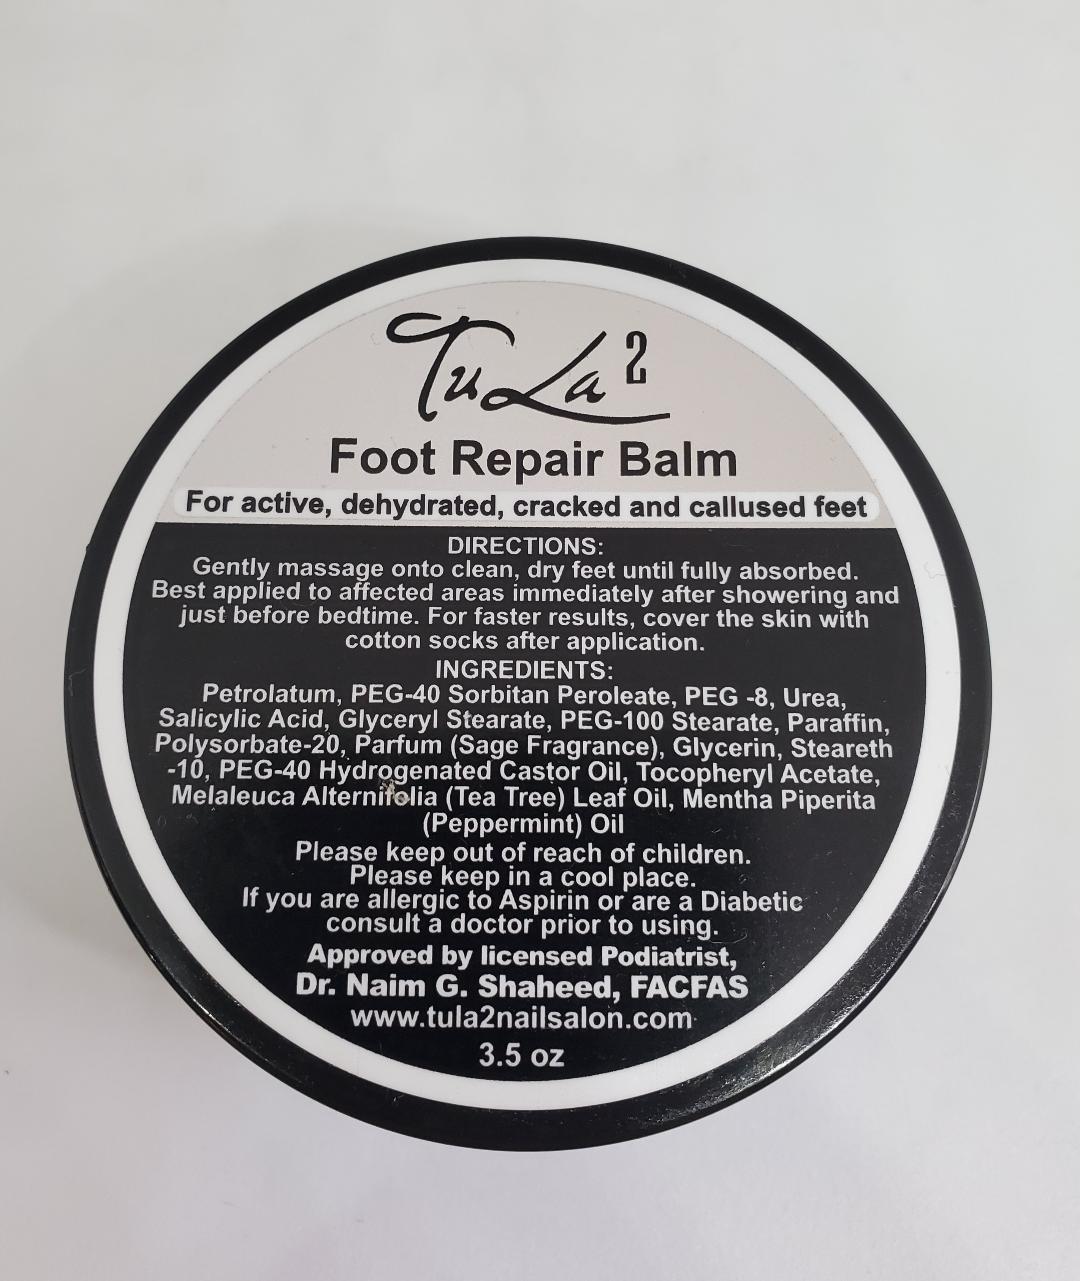 TuLa 2
Foot Repair Balm
For active, dehydrated, cracked and callused feet
DIRECTIONS:
Gently massage onto clean, dry feet until fully absorbed.
Best applied to affected areas immediately after showering and
just before bedtime. For faster results, cover the skin with
cotton socks after application.
INGREDIENTS:
Petrolatum, PEG-40 Sorbitan Peroleate, PEG -8, Urea,
Salicylic Acid, Glyceryl Stearate, PEG-100 Stearate, Paraffin,
Polysorbate-20, Parfum (Sage Fragrance), Glycerin, Steareth
-10, PEG-40 Hydrogenated Castor Oil, Tocopheryl Acetate,
Melaleuca Alternifolia (Tea Tree) Leaf Oil, Mentha Piperita
(Peppermint) Oil
Please keep out of reach of children.
Please keep in a cool place.
If you are allergic to Aspirin or are a Diabetic
consult a doctor prior to using.
Approved by licensed Podiatrist,
Dr. Naim G. Shaheed, FACFAS
www.tula2nailsalon.com
3.5 oz